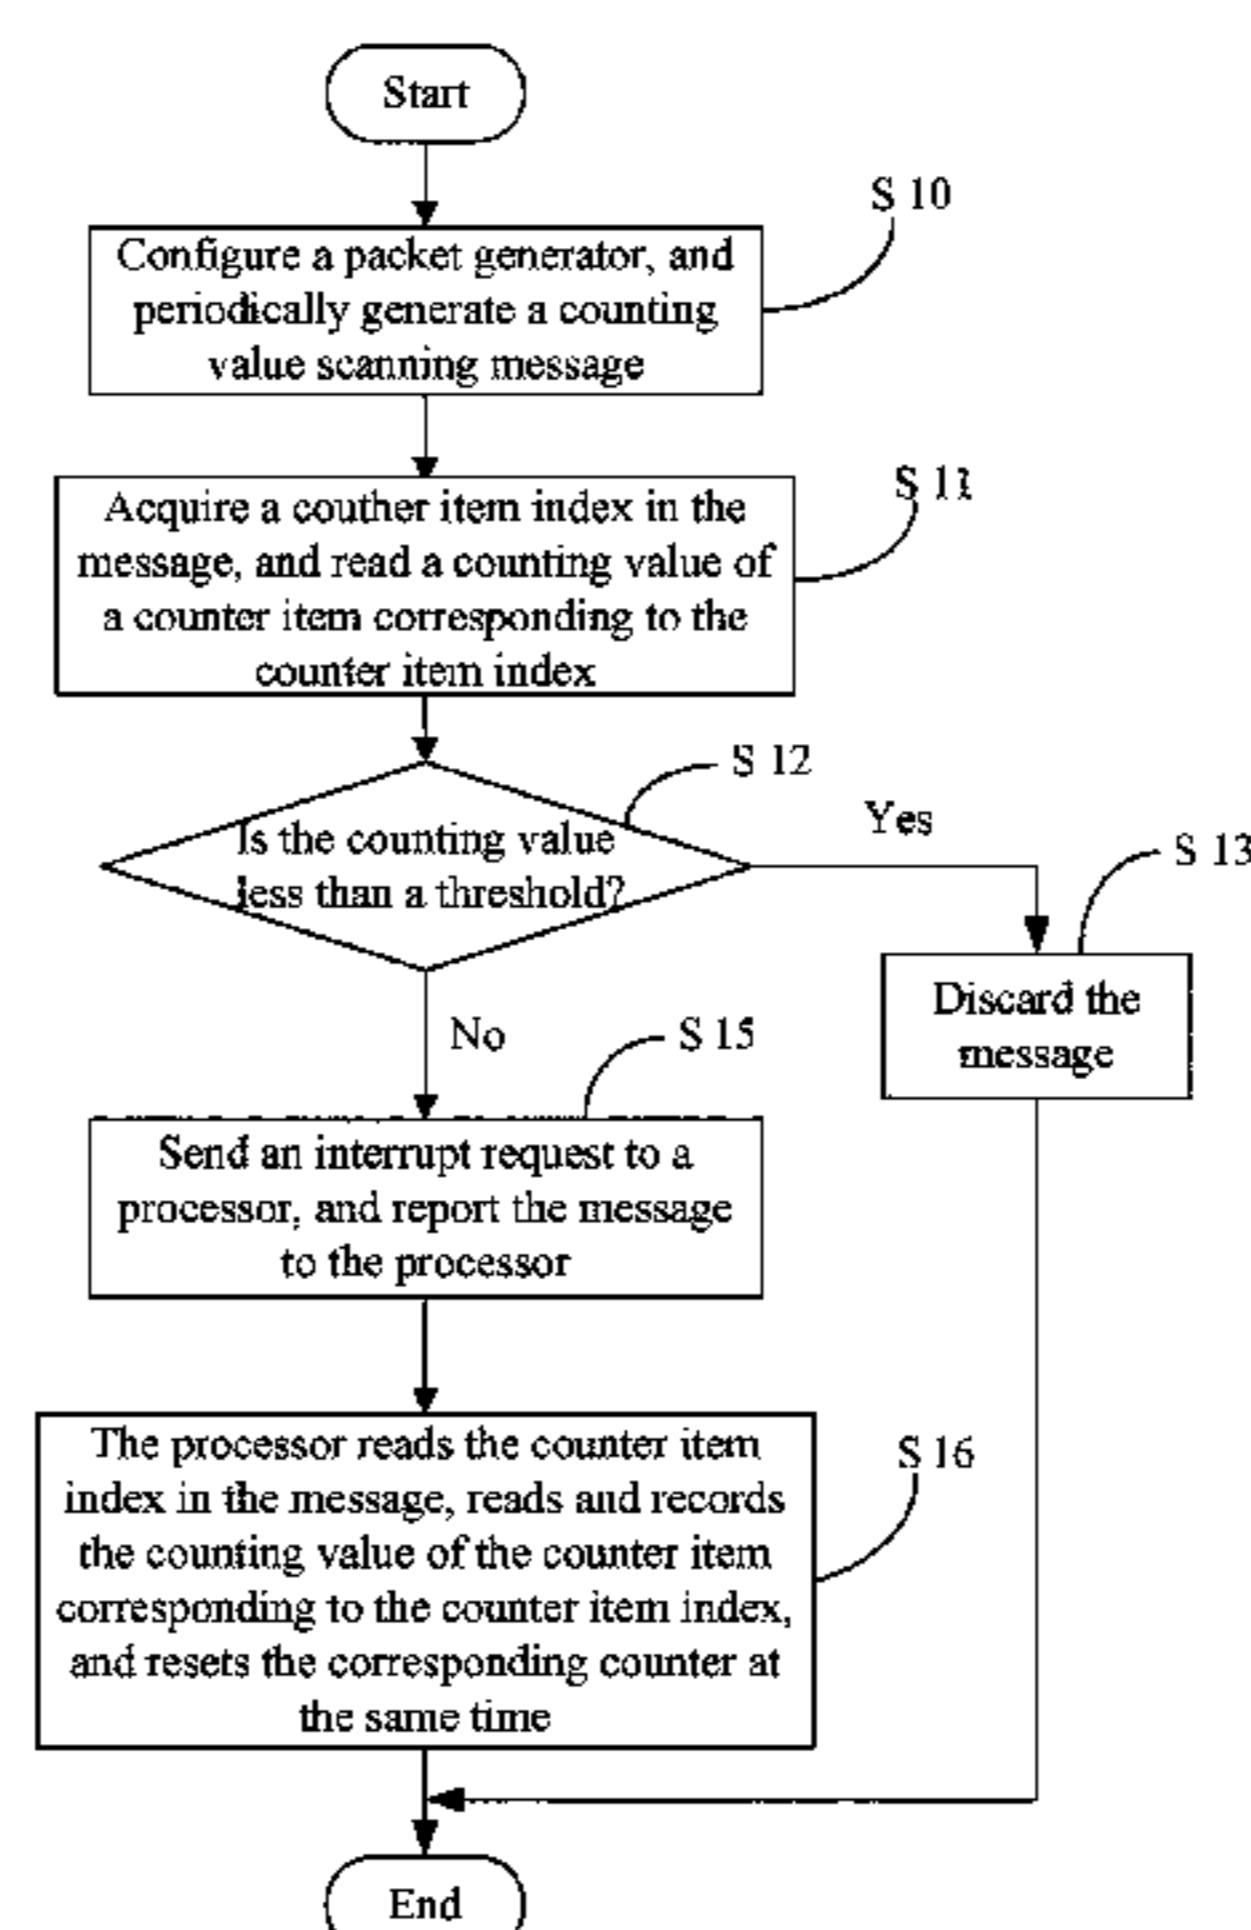 Start
S 10
Configure a packet generator, and
periodically generate a counting
value scanning message
S 11
Acquire a couther item index in the
message, and read a counting value of
a counter item corresponding to the
counter item index
S 12
Is the counting value
less than a threshold?
Yes
S 13
Discard the
message
No
S 15
Send an interrupt request to a
processor, and report the message
to the processor
S 16
The processor reads the counter item
index in the message, reads and records
the counting value of the counter item
corresponding to the counter item index,
and resets the corresponding counter at
the same time
End